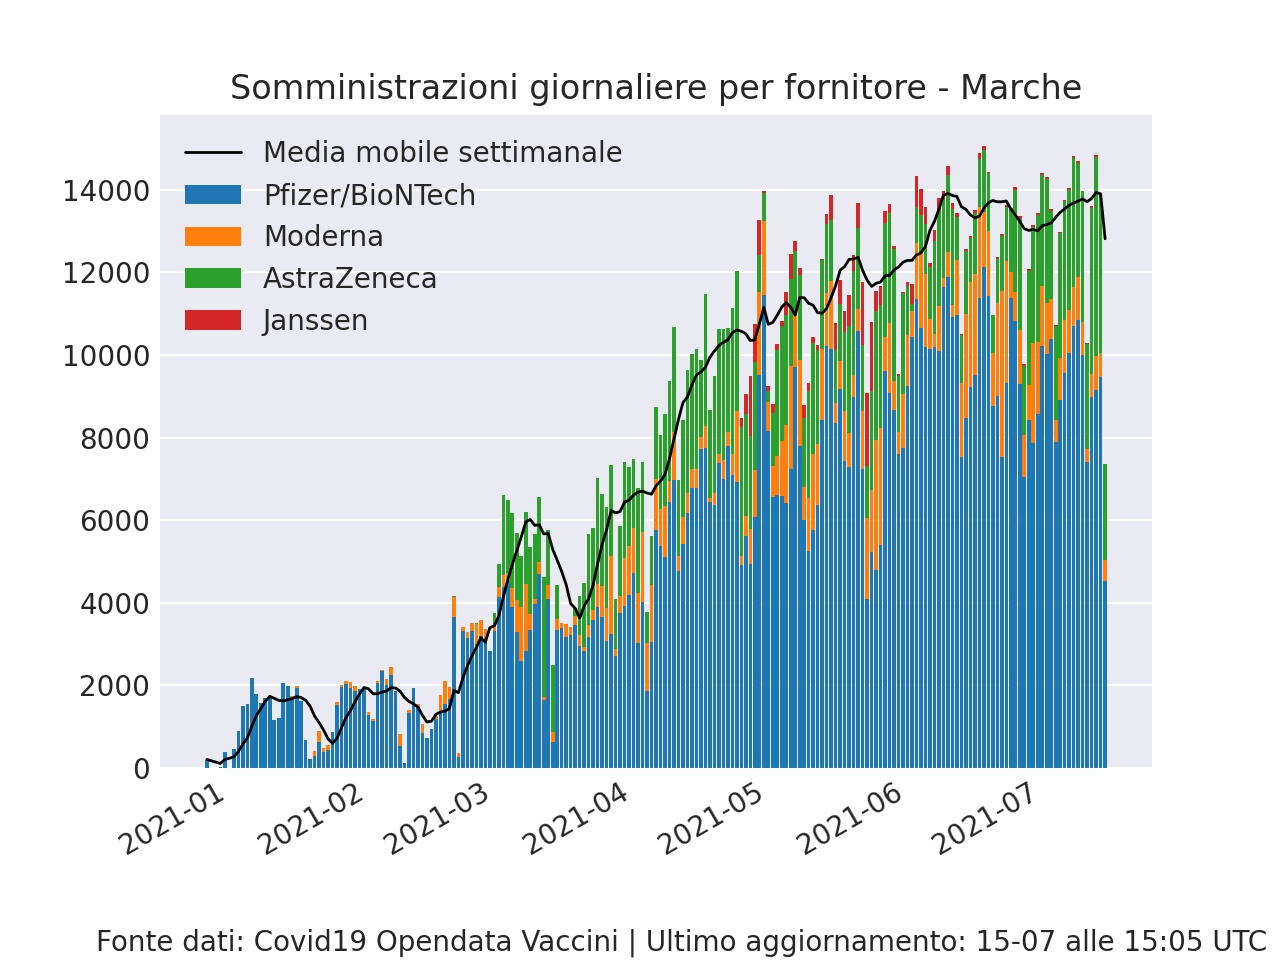 Somministrazioni giornaliere per fornitore - Marche
Media mobile settimanale
Pfizer/BioNTech
Moderna
AstraZeneca
Janssen
14000
12000
10000
8000
6000
4000
2000
0
2021-01
2021-02
2021-03
2021-04
2021-05
2021-06
2021-07
Fonte dati: Covid19 Opendata Vaccini | Ultimo aggiornamento: 15-07 alle 15:05 UTC